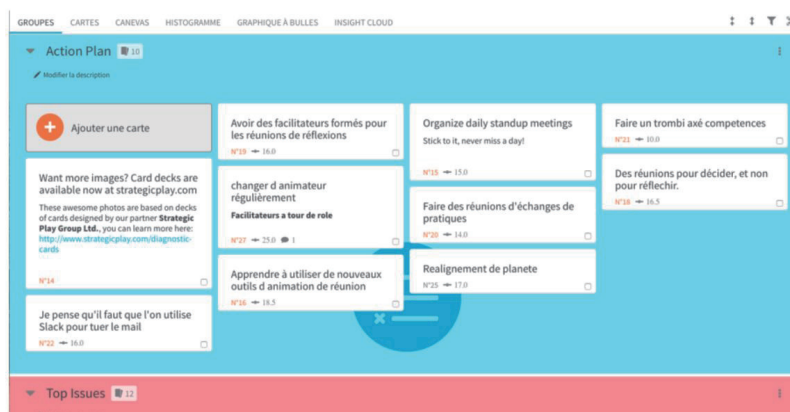 GROUPES CARTES CANEVAS HISTOGRAMME GRAPHIQUE À BULLES INSIGHT CLOUD
Action Plan 10
Modifier la description
Ajouter une carte
Want more images? Card decks are
available now at strategicplay.com
These awesome photos are based on decks
of cards designed by our partner Strategic
Play Group Ltd., you can learn more here:
http://www.strategicplay.com/diagnostic-
cards
N°14
Je pense qu'il faut que l'on utilise
Slack pour tuer le mail
N°22 16.0
Avoir des facilitateurs formés pour
les réunions de réflexions
N°19 16.0
changer d animateur
régulièrement
Facilitateurs a tour de role
N°27 25.0 1
Apprendre à utiliser de nouveaux
outils d animation de réunion
N°16 18.5
Organize daily standup meetings
Stick to it, never miss a day!
N°15 15.0
Faire des réunions d'échanges de
pratiques
N°20 14.0
Realignement de planete
N°25 17.0
Faire un trombi axé competences
N°21 10.0
Des réunions pour décider, et non
pour réflechir.
N°18 16.5
Top Issues 12